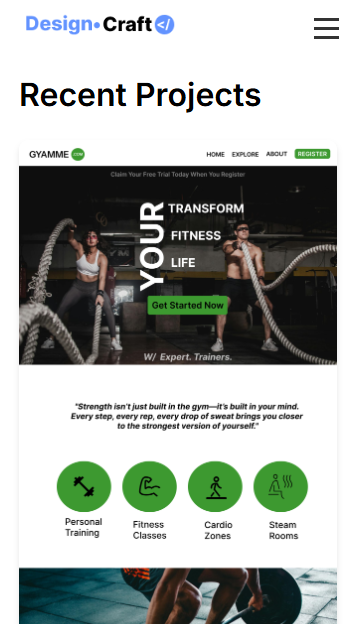 Design•Craft </>
Recent Projects
GYAMME .COM HOME EXPLORE ABOUT REGISTER
Claim Your Free Trial Today When You Register
YOUR
TRANSFORM
FITNESS
LIFE
Get Started Now
W/ Expert. Trainers.
"Strength isn't just built in the gym—it's built in your mind.
Every step, every rep, every drop of sweat brings you closer
to the strongest version of yourself."
Personal
Training
Fitness
Classes
Cardio
Zones
Steam
Rooms